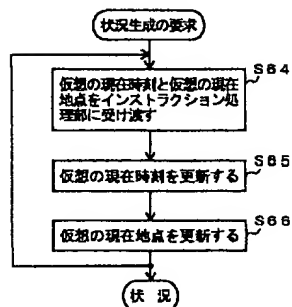 状況生成の要求
S64
仮想の現在時刻と仮想の現在
地点をインストラクション処
理部に受け渡す
S65
仮想の現在時刻を更新する
S66
仮想の現在地点を更新する
状 況